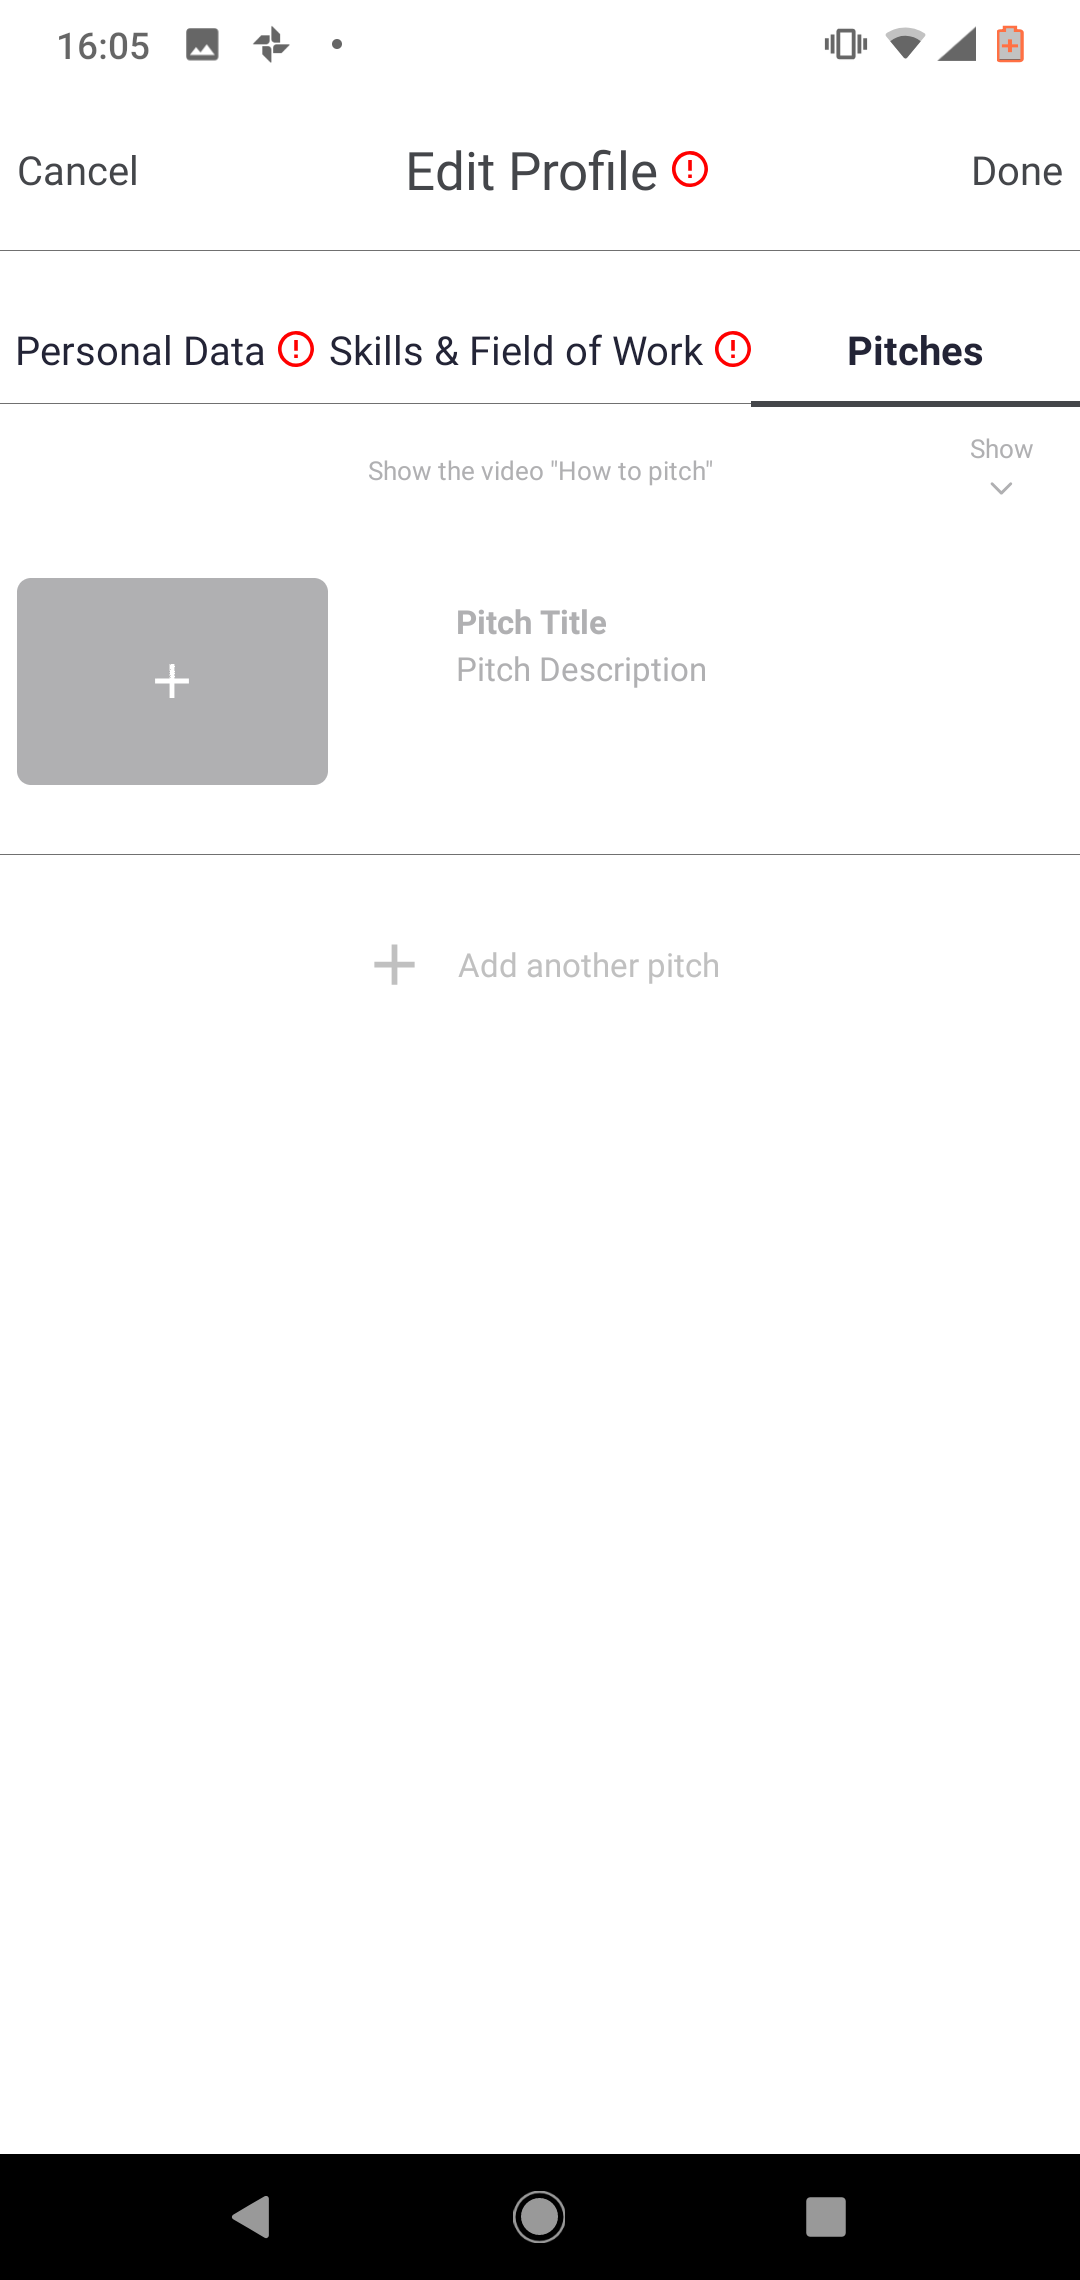 16:05
Cancel Edit Profile Done
Personal Data Skills & Field of Work Pitches
Show the video "How to pitch" Show
Pitch Title
Pitch Description
Add another pitch